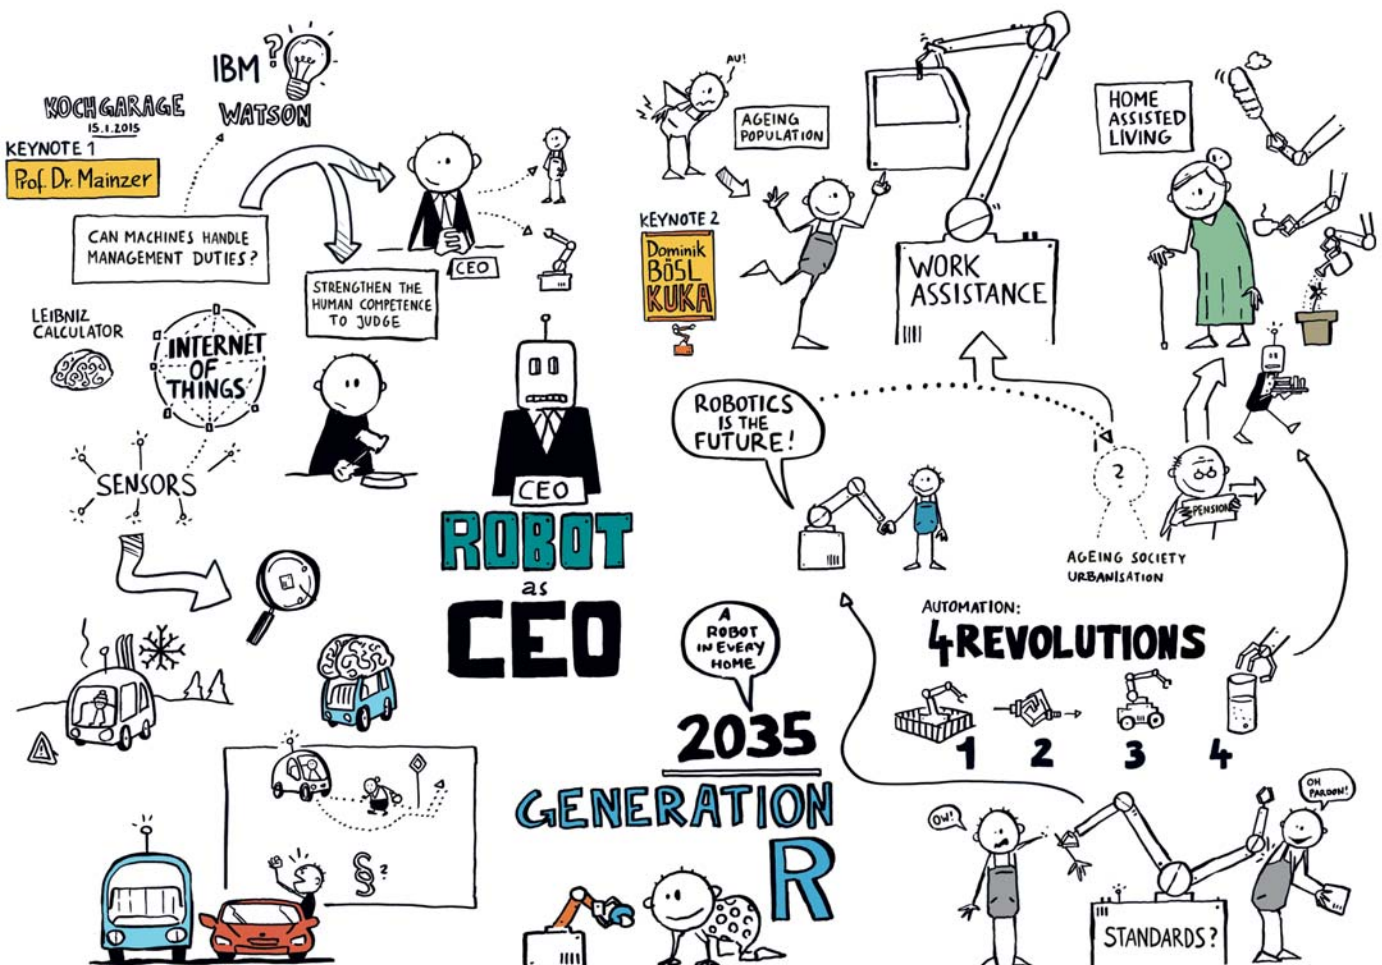 IBM ?
WATSON
KOCHGARAGE
15.1.2015
KEYNOTE 1
Prof. Dr. Mainzer
CAN MACHINES HANDLE
MANAGEMENT DUTIES?
CEO
STRENGTHEN THE
HUMAN COMPETENCE
TO JUDGE
LEIBNIZ
CALCULATOR
INTERNET
OF
THINGS
SENSORS
CEO
ROBOT
as
CEO
§?
AU!
AGEING
POPULATION
KEYNOTE 2
Dominik
BÖSL
KUKA
WORK
ASSISTANCE
HOME
ASSISTED
LIVING
ROBOTICS
IS THE
FUTURE!
?
PENSION
AGEING SOCIETY
URBANISATION
A
ROBOT
IN EVERY
HOME
2035
GENERATION
R
AUTOMATION:
4 REVOLUTIONS
1 2 3 4
OW!
OH
PARDON!
STANDARDS?